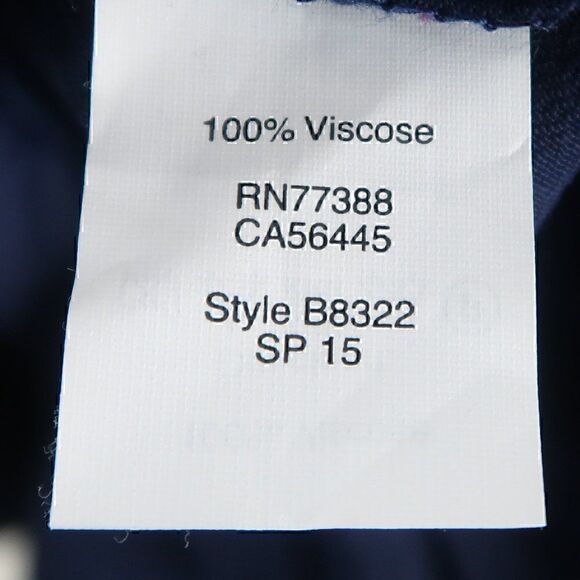 100% Viscose
RN77388
CA56445
Style B8322
SP 15